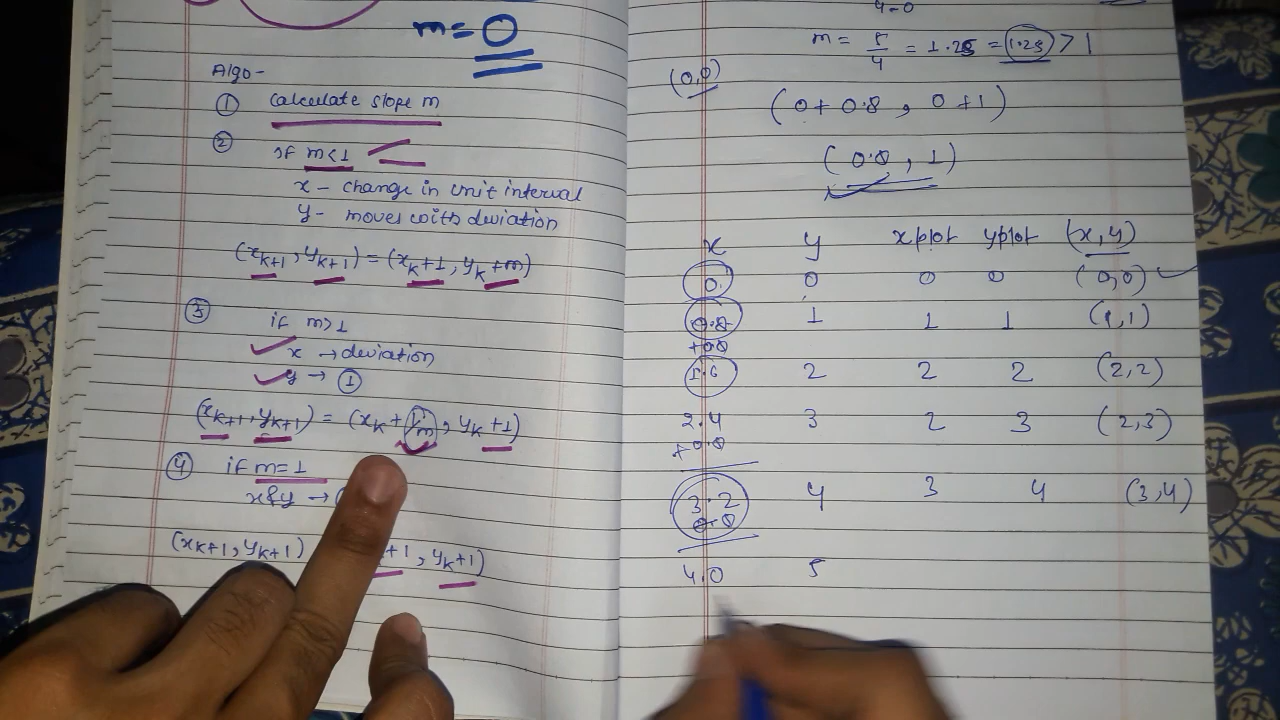 m = 0
Algo -
① Calculate slope m
② if m<1
x - change in unit interval
y - moves with deviation
(xk+1, yk+1) = (xk+1, yk+m)
③ if m>1
x → deviation
y → ①
(xk+1, yk+1) = (xk + 1/m, yk+1)
④ if m=1
x&y →
(xk+1, yk+1) +1, yk+1)
4-0
m = 5/4 = 1.25 = 1.25 > 1
(0,0)
(0+0.8, 0+1)
(0.8, 1)
x y xplot yplot (x,y)
0. 0 0 0 (0,0)
0.8 1 1 1 (1,1)
+0.8
1.6 2 2 2 (2,2)
2.4 3 2 3 (2,3)
+0.8
3.2 4 3 4 (3,4)
0.8
4.0 5